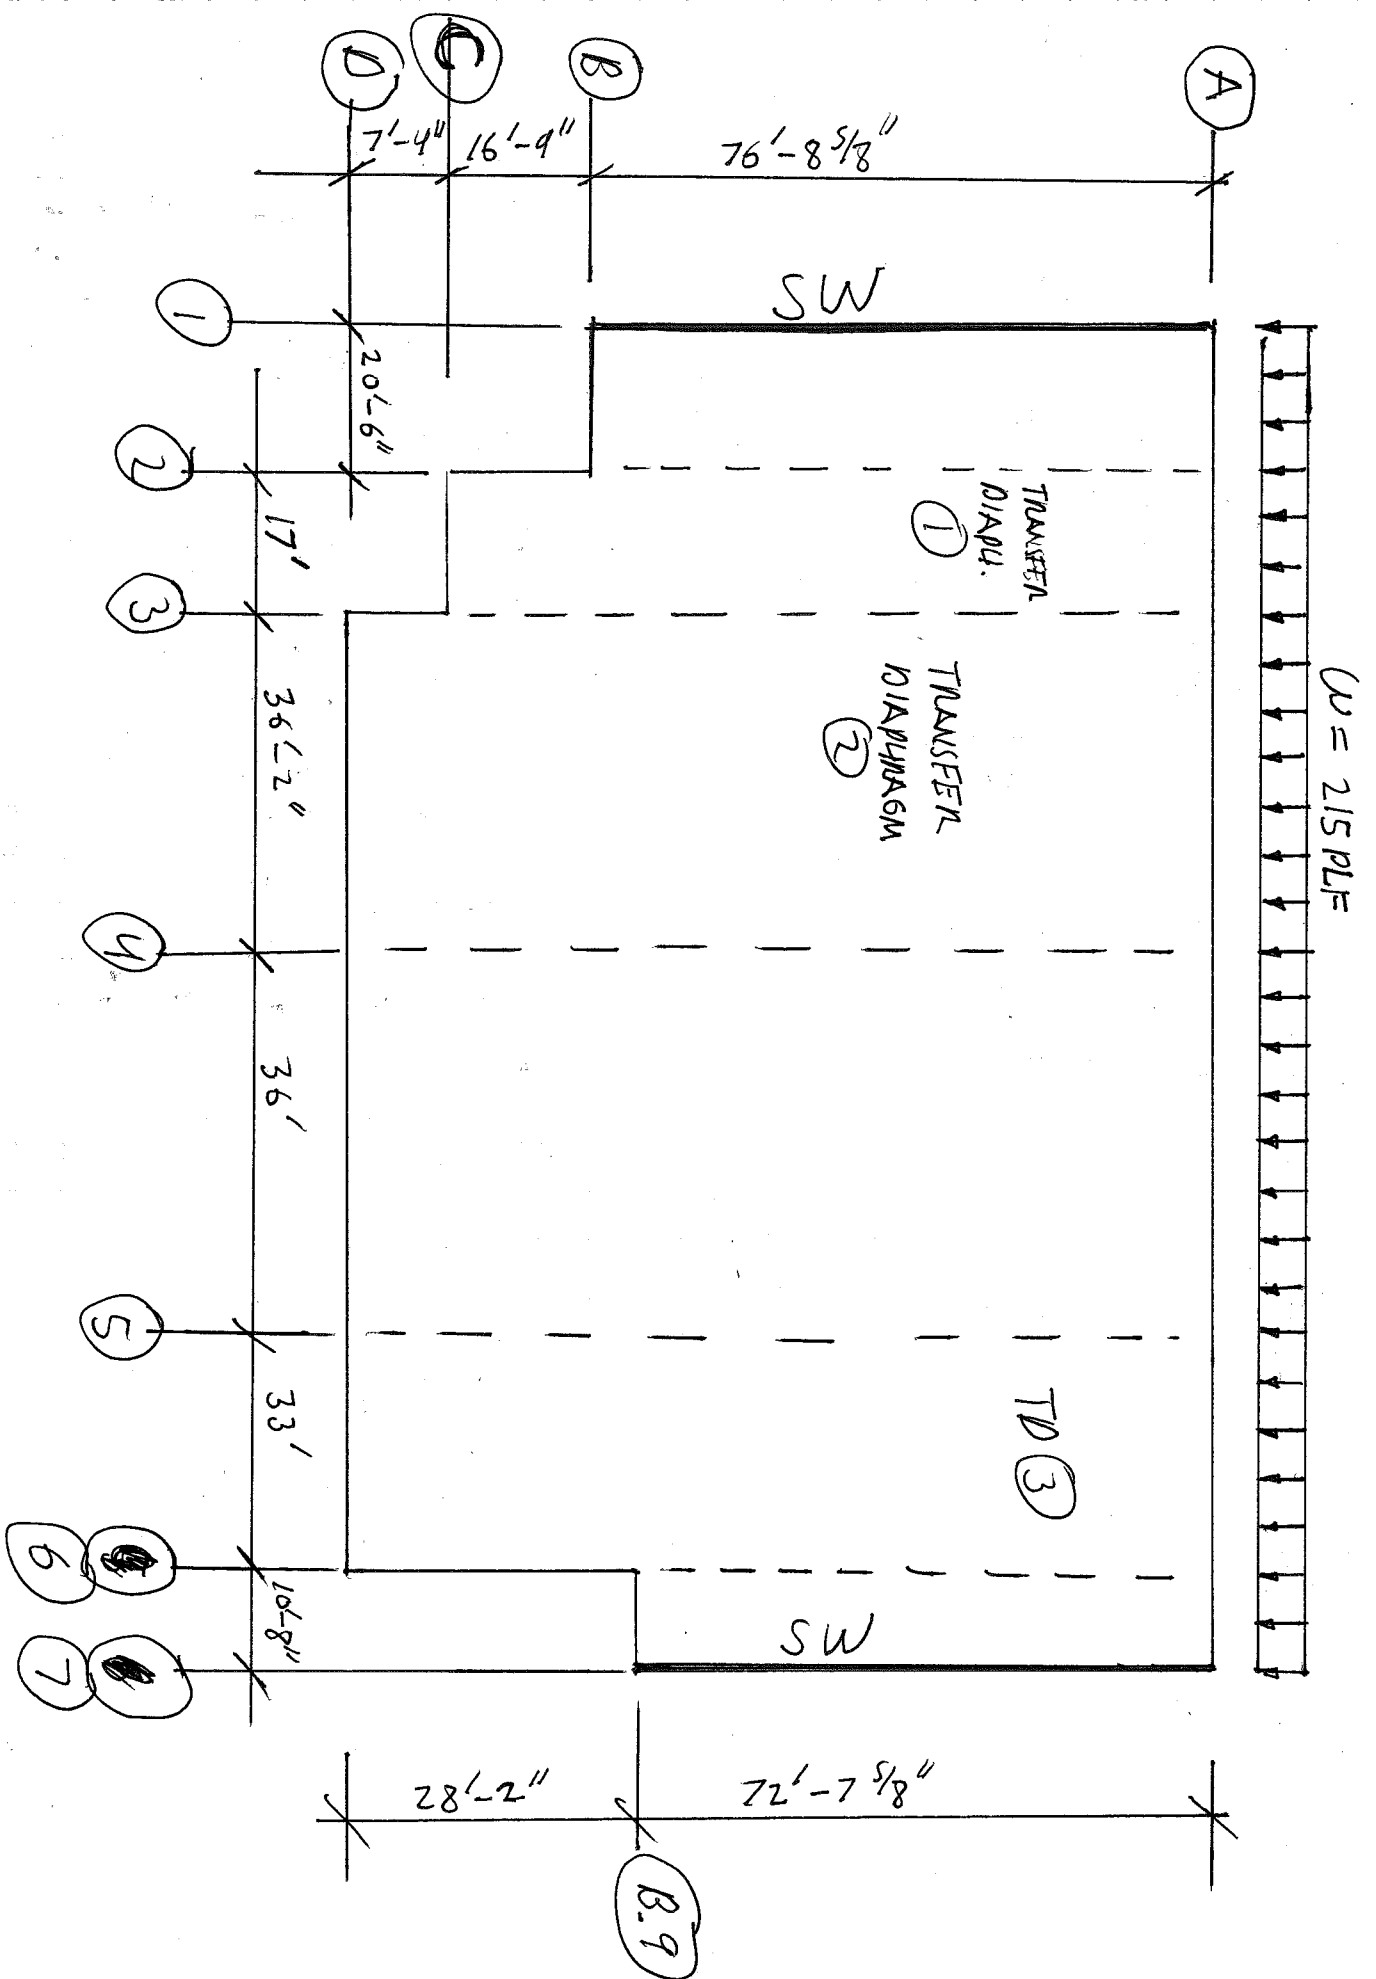 W = 215 PLF
A
B
C
D
76'-8 5/8"
16'-9"
7'-4"
SW
TRANSFER
DIAPH.
1
TRANSFER
DIAPHRAGM
2
TD 3
SW
72'-7 5/8"
28'-2"
B.9
20'-6"
17'
36'-2"
36'
33'
10'-8"
1
2
3
4
5
6
7